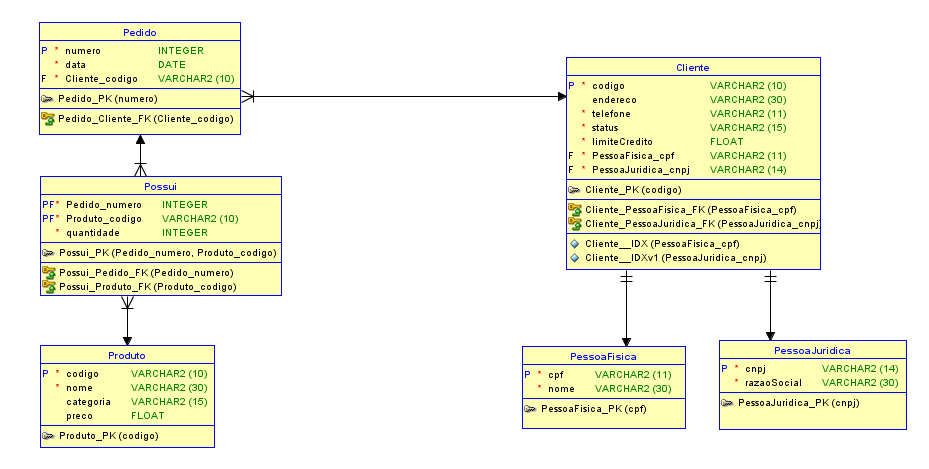 Pedido
P * numero INTEGER
* data DATE
F * Cliente_codigo VARCHAR2 (10)
Pedido_PK (numero)
Pedido_Cliente_FK (Cliente_codigo)
Cliente
P * codigo VARCHAR2 (10)
endereco VARCHAR2 (30)
* telefone VARCHAR2 (11)
* status VARCHAR2 (15)
* limiteCredito FLOAT
F * PessoaFisica_cpf VARCHAR2 (11)
F * PessoaJuridica_cnpj VARCHAR2 (14)
Cliente_PK (codigo)
Cliente_PessoaFisica_FK (PessoaFisica_cpf)
Cliente_PessoaJuridica_FK (PessoaJuridica_cnpj)
Cliente__IDX (PessoaFisica_cpf)
Cliente__IDXv1 (PessoaJuridica_cnpj)
Possui
PF* Pedido_numero INTEGER
PF* Produto_codigo VARCHAR2 (10)
* quantidade INTEGER
Possui_PK (Pedido_numero, Produto_codigo)
Possui_Pedido_FK (Pedido_numero)
Possui_Produto_FK (Produto_codigo)
Produto
P * codigo VARCHAR2 (10)
* nome VARCHAR2 (30)
categoria VARCHAR2 (15)
preco FLOAT
Produto_PK (codigo)
PessoaFisica
P * cpf VARCHAR2 (11)
* nome VARCHAR2 (30)
PessoaFisica_PK (cpf)
PessoaJuridica
P * cnpj VARCHAR2 (14)
* razaoSocial VARCHAR2 (30)
PessoaJuridica_PK (cnpj)